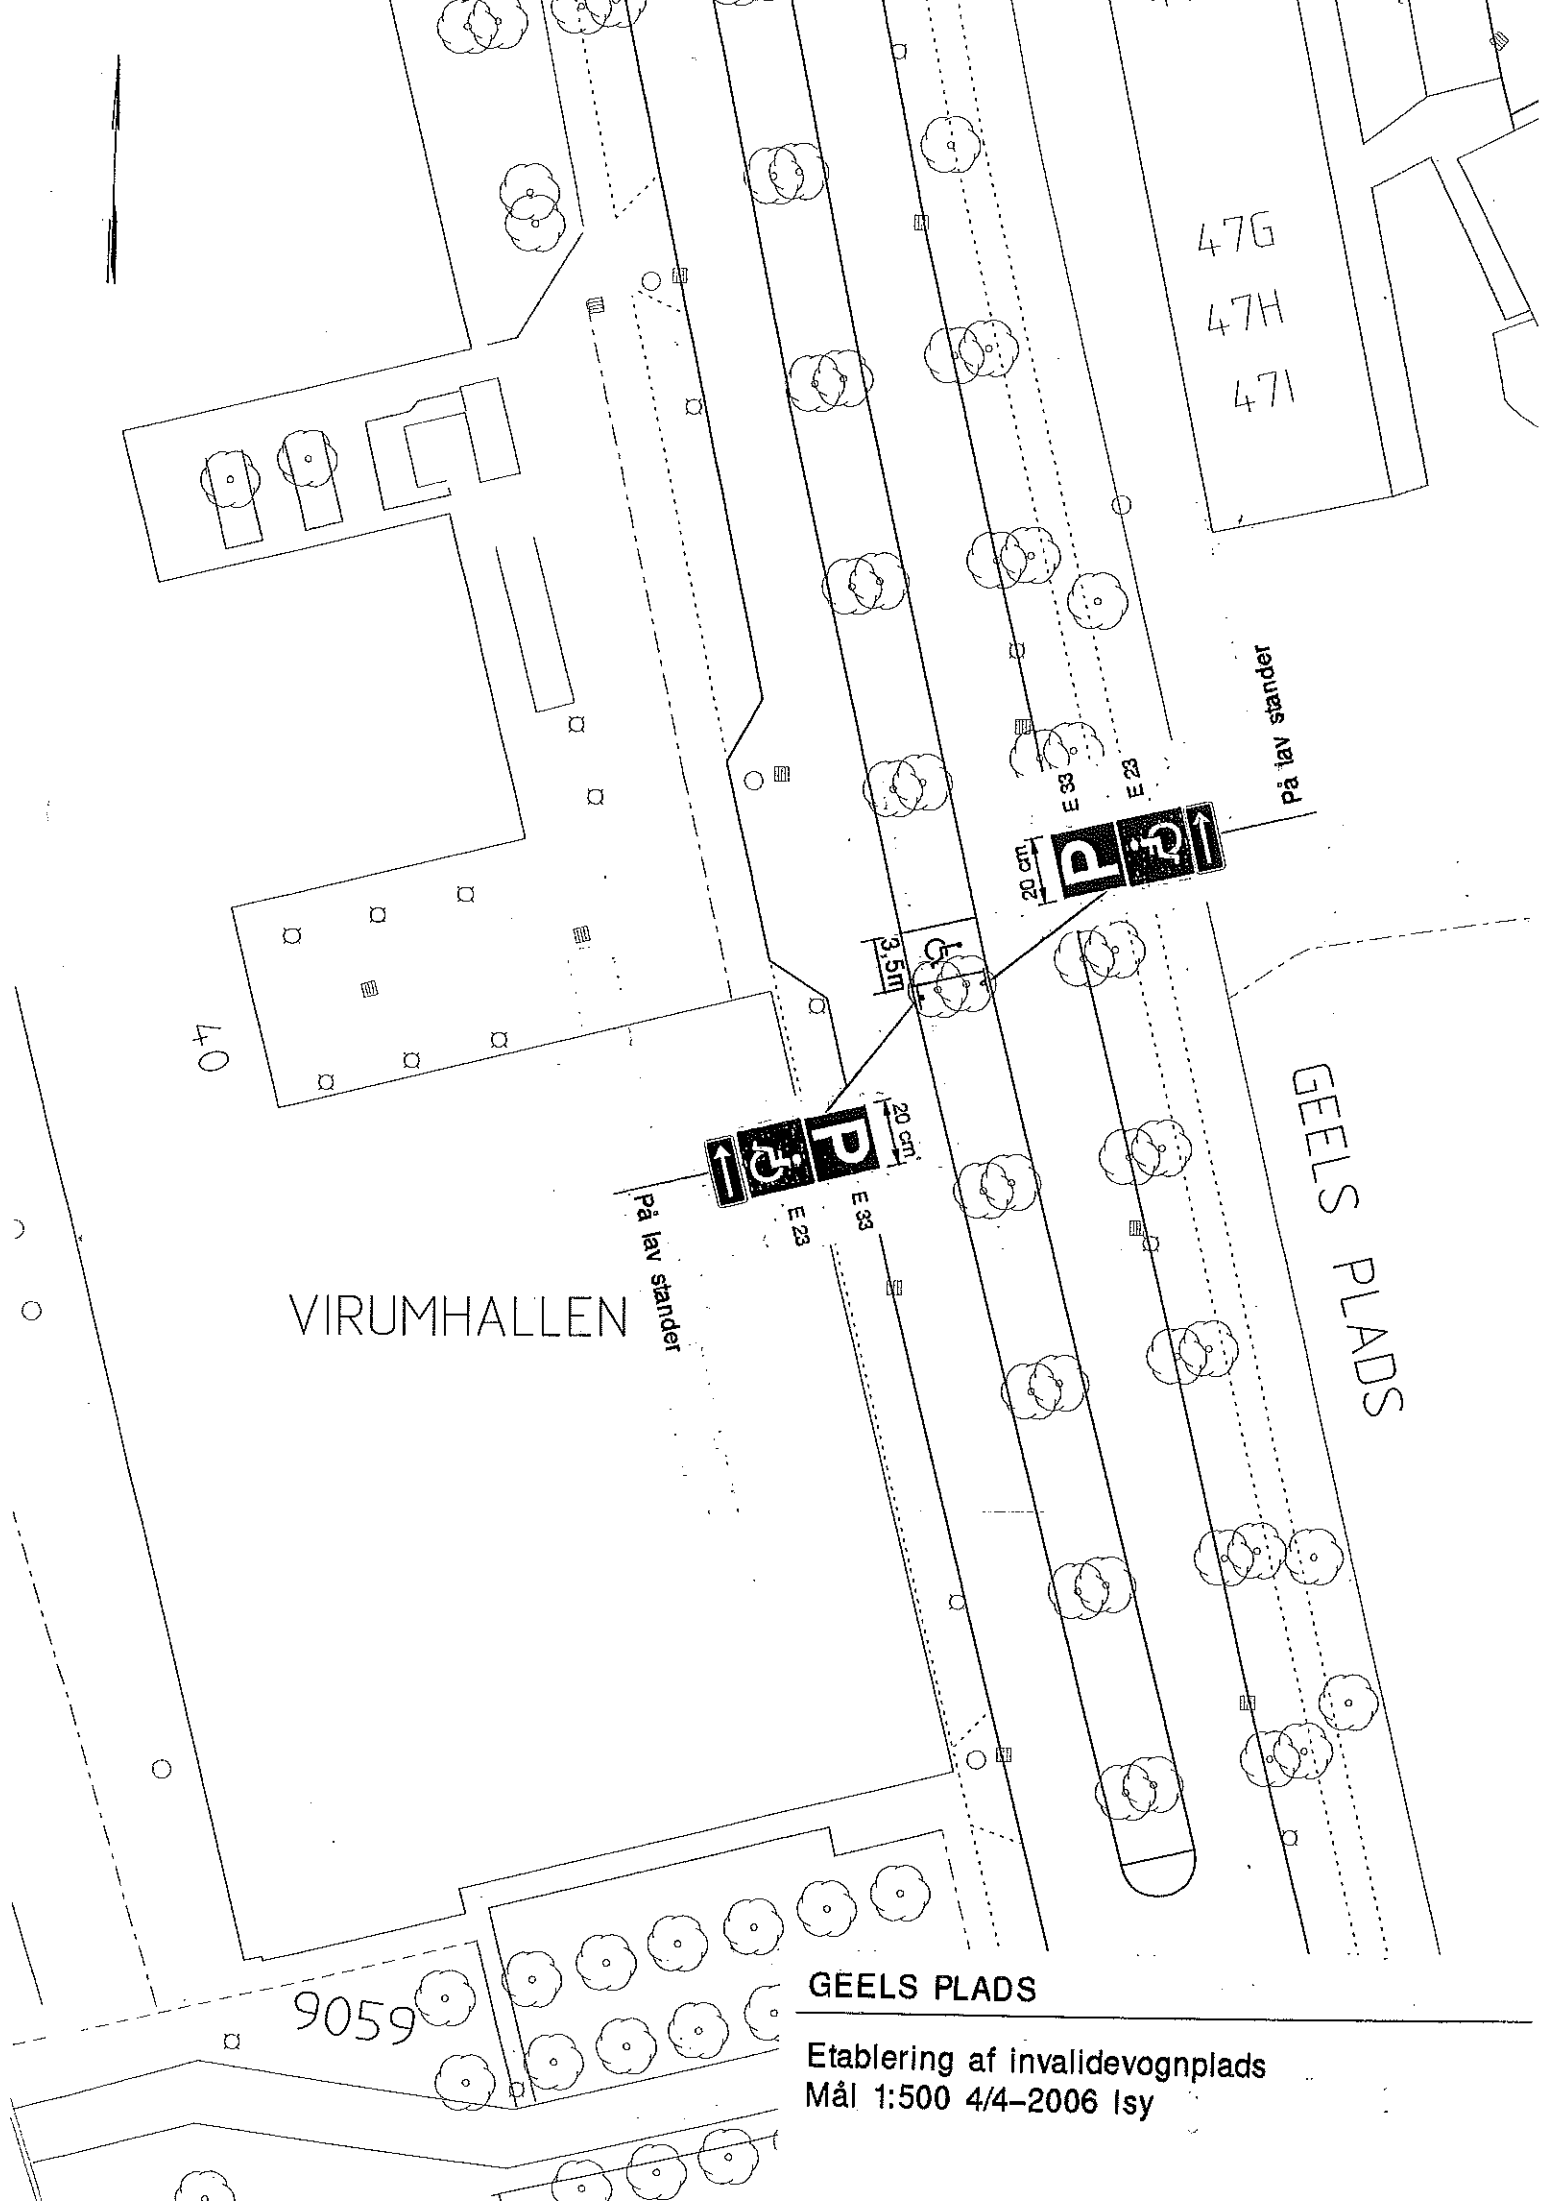 47G
47H
47I
På lav stander
E 33
E 23
20 cm
P
3,5m
40
20 cm
P
E 33
E 23
På lav stander
GEELS PLADS
VIRUMHALLEN
9059
GEELS PLADS
Etablering af invalidevognplads
Mål 1:500 4/4-2006 lsy